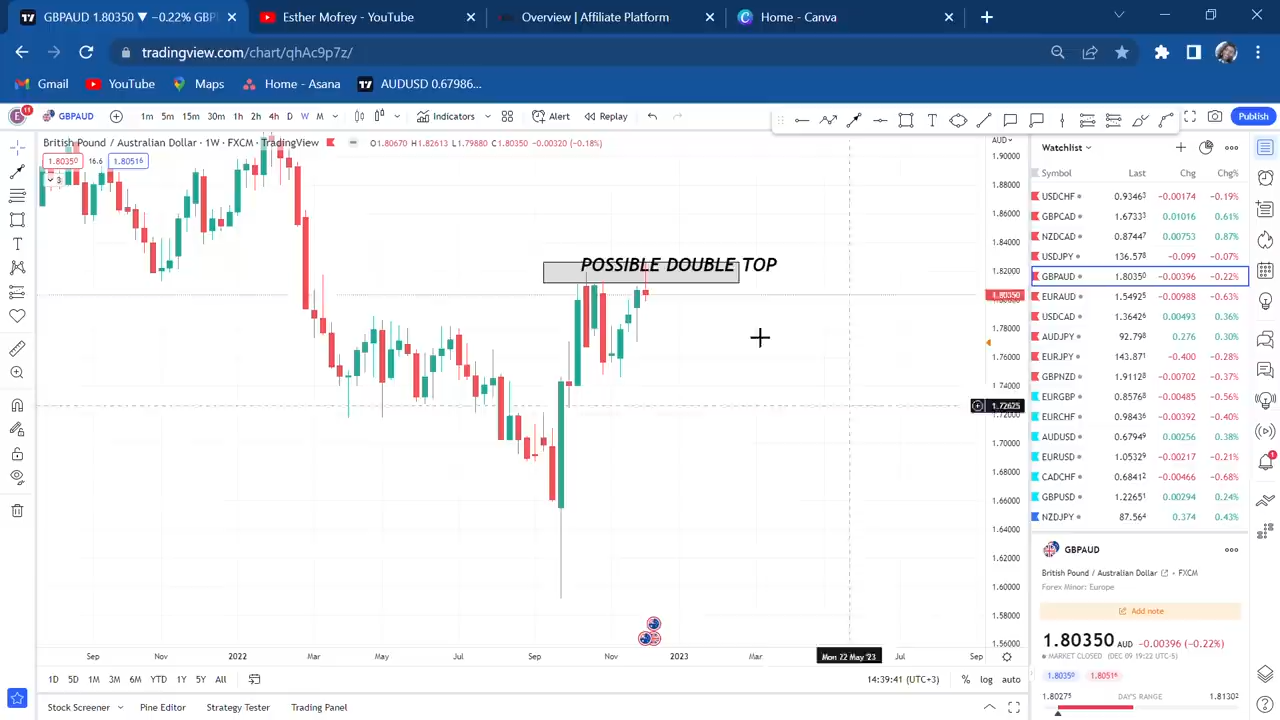 GBPAUD 1.80350 ▼ −0.22% GBP
Esther Mofrey - YouTube
Overview | Affiliate Platform
Home - Canva
tradingview.com/chart/qhAc9p7z/
Gmail
YouTube
Maps
Home - Asana
AUDUSD 0.67986...
E 11
GBPAUD
1m 5m 15m 30m 1h 2h 4h D W M
Indicators
Alert
Replay
Publish
British Pound / Australian Dollar · 1W · FXCM · TradingView
O1.80670 H1.82613 L1.79880 C1.80350 −0.00320 (−0.18%)
1.80350 16.6 1.80516
3
AUD
1.90000
1.88000
1.86000
1.84000
1.82000
1.80350
1.78000
1.76000
1.74000
1.72625
1.70000
1.68000
1.66000
1.64000
1.62000
1.60000
1.58000
1.56000
POSSIBLE DOUBLE TOP
Sep Nov 2022 Mar May Jul Sep Nov 2023 Mar Mon 22 May '23 Jul Sep
1D 5D 1M 3M 6M YTD 1Y 5Y All
14:39:41 (UTC+3) % log auto
Stock Screener
Pine Editor
Strategy Tester
Trading Panel
Watchlist
Symbol Last Chg Chg%
USDCHF 0.9346³ −0.00174 −0.19%
GBPCAD 1.6733³ 0.01016 0.61%
NZDCAD 0.8744⁷ 0.00753 0.87%
USDJPY 136.57⁸ −0.099 −0.07%
GBPAUD 1.8035⁰ −0.00396 −0.22%
EURAUD 1.5492⁵ −0.00988 −0.63%
USDCAD 1.3642⁶ 0.00493 0.36%
AUDJPY 92.79⁸ 0.276 0.30%
EURJPY 143.87¹ −0.400 −0.28%
GBPNZD 1.9112⁸ −0.00702 −0.37%
EURGBP 0.8576⁸ −0.00485 −0.56%
EURCHF 0.9843⁶ −0.00392 −0.40%
AUDUSD 0.6794⁹ 0.00256 0.38%
EURUSD 1.0532⁹ −0.00217 −0.21%
CADCHF 0.6841² −0.00466 −0.68%
GBPUSD 1.2265¹ 0.00294 0.24%
NZDJPY 87.56⁴ 0.374 0.43%
GBPAUD
British Pound / Australian Dollar • FXCM
Forex Minor: Europe
Add note
1.80350 AUD −0.00396 (−0.22%)
MARKET CLOSED (DEC 09 19:22 UTC-5)
1.8035⁰ 1.8051⁶
1.80275 DAY'S RANGE 1.81302
1